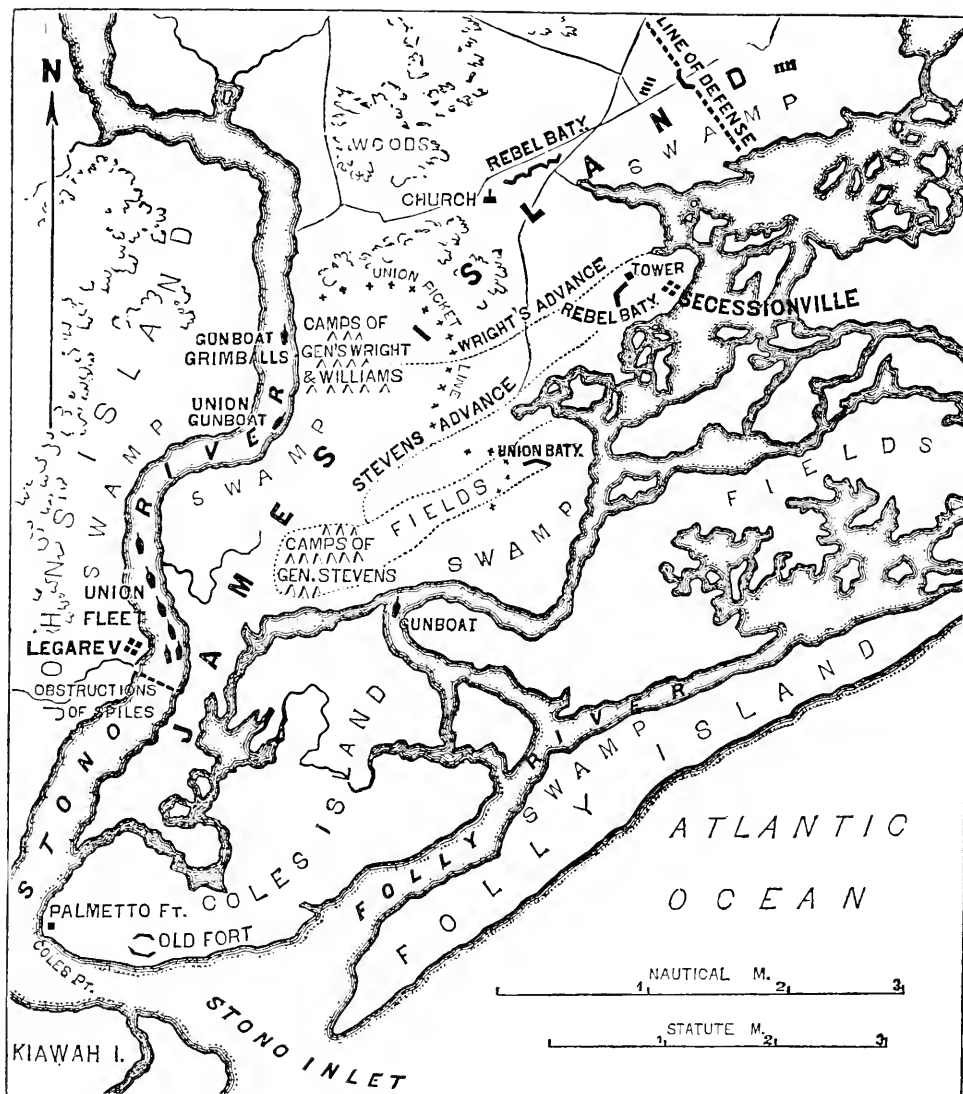 N
LINE OF DEFENSE
WOODS
REBEL BATY.
SWAMP
CHURCH
JAMES ISLAND
UNION PICKET LINE
TOWER
REBEL BATY.
SECESSIONVILLE
WRIGHT'S ADVANCE
CAMPS OF
GEN'S WRIGHT
& WILLIAMS
GUNBOAT
GRIMBALLS
UNION
GUNBOAT
STEVENS ADVANCE
UNION BATY.
JOHN'S ISLAND
SWAMP
SWAMP
FIELDS
FIELDS
SWAMP
CAMPS OF
GEN. STEVENS
UNION
FLEET
LEGAREV
GUNBOAT
OBSTRUCTIONS
OF SPILES
STONO RIVER
COLES ISLAND
FOLLY RIVER
SWAMP
FOLLY ISLAND
ATLANTIC
OCEAN
PALMETTO FT.
OLD FORT
COLES PT.
STONO INLET
KIAWAH I.
NAUTICAL M.
1 2 3
STATUTE M.
1 2 3